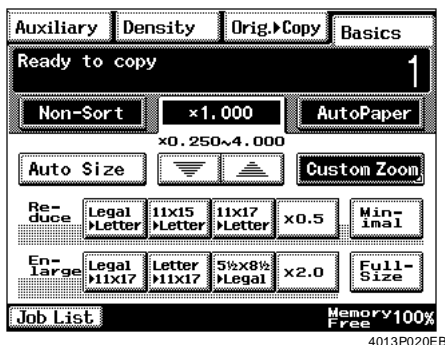 Auxiliary Density Orig.▸Copy Basics
Ready to copy 1
Non-Sort ×1.000 AutoPaper
×0.250~4.000
Auto Size Custom Zoom
Re-
duce
Legal
▸Letter
11x15
▸Letter
11x17
▸Letter
×0.5
Min-
imal
En-
large
Legal
▸11x17
Letter
▸11x17
5½x8½
▸Legal
×2.0
Full-
Size
Job List Memory
Free 100%
4013P020EB